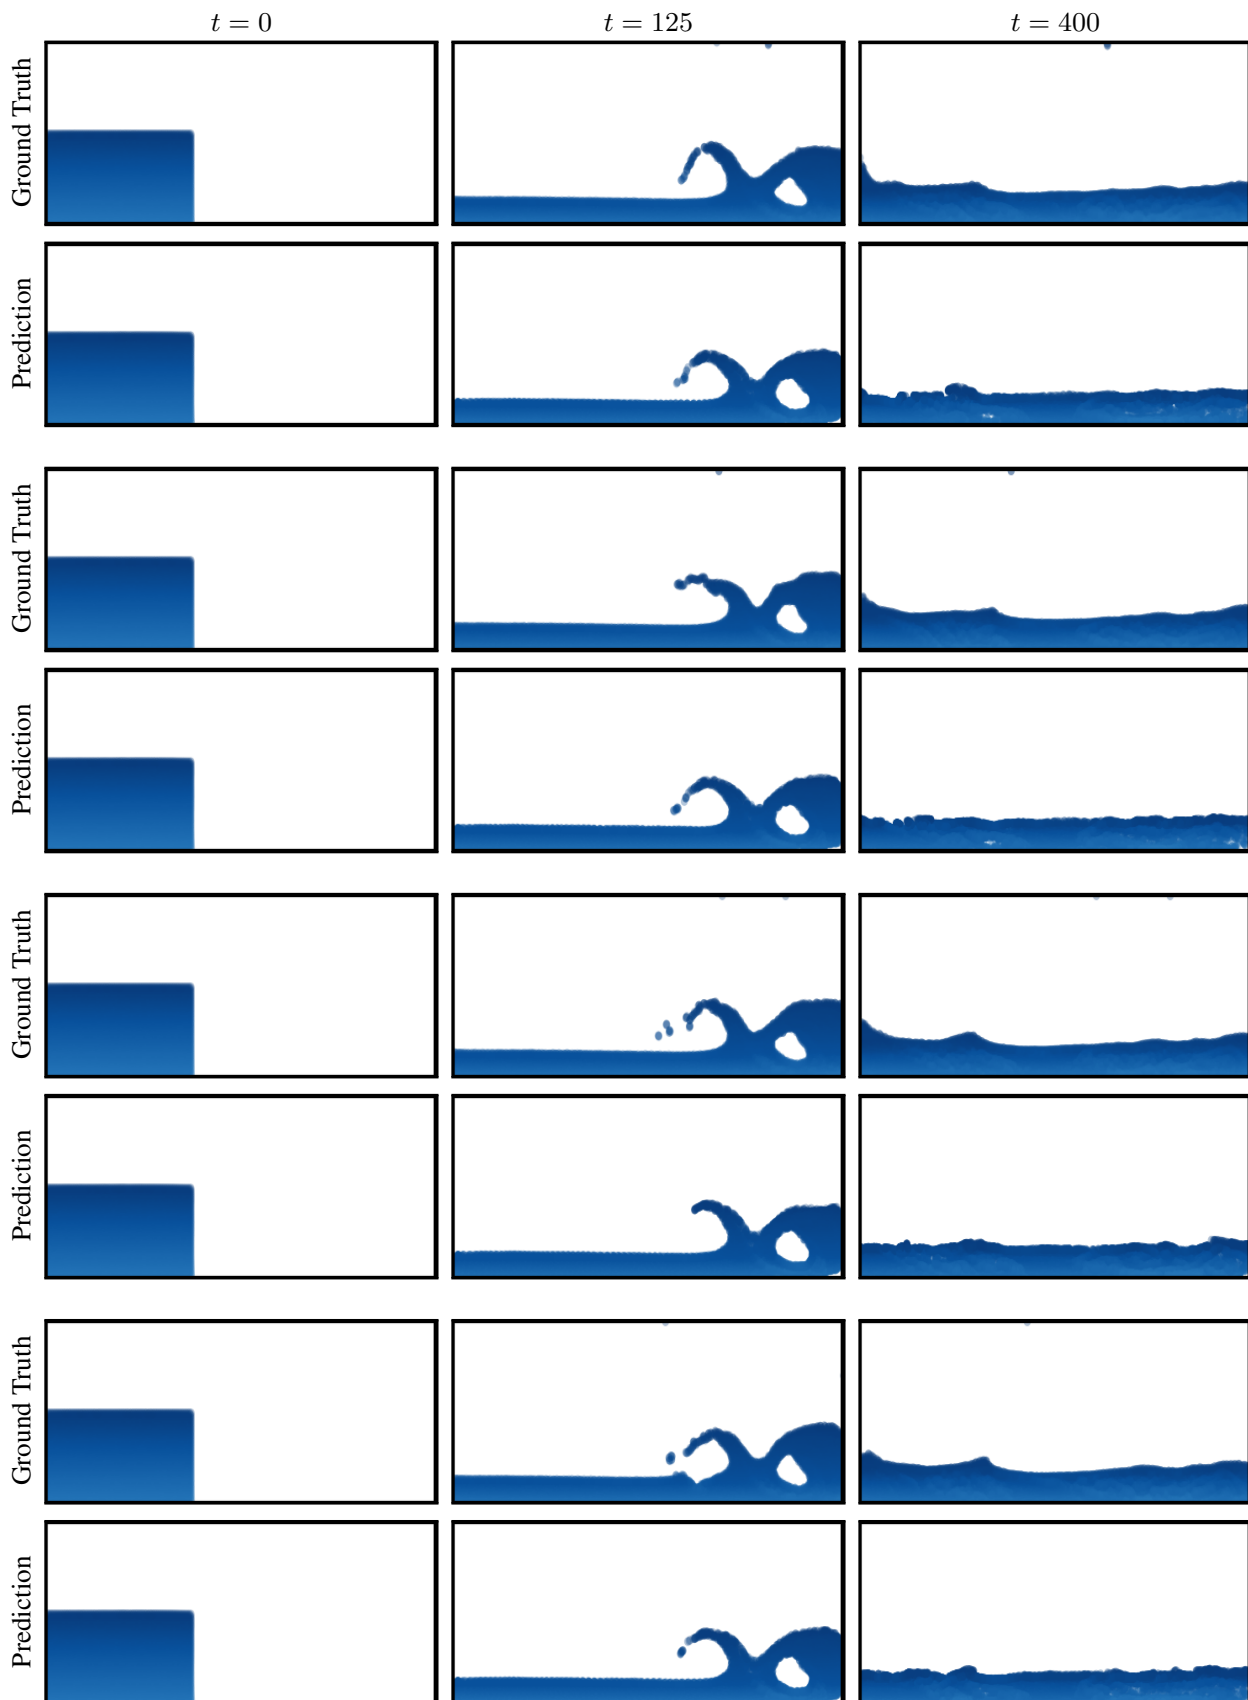 t = 0 t = 125 t = 400
Ground Truth
Prediction
Ground Truth
Prediction
Ground Truth
Prediction
Ground Truth
Prediction